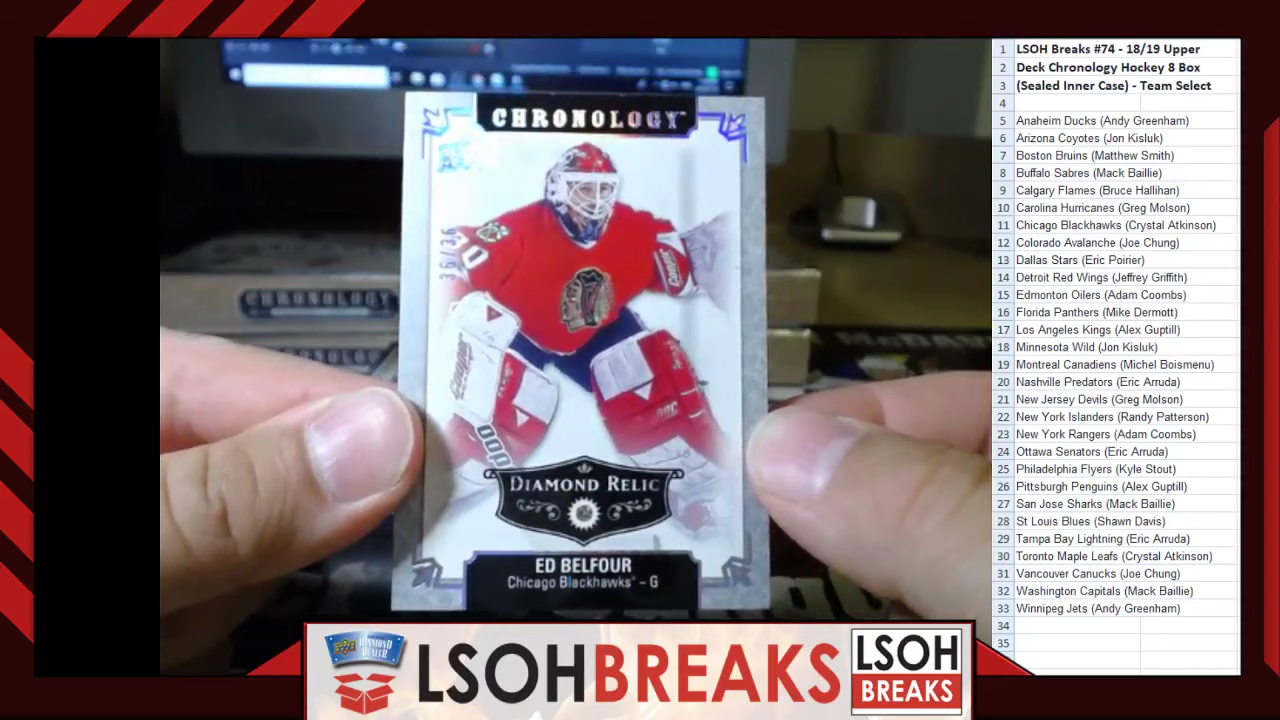 CHRONOLOGY
36/36
DIAMOND RELIC
ED BELFOUR
Chicago Blackhawks - G
CHRONOLOGY
1 LSOH Breaks #74 - 18/19 Upper
2 Deck Chronology Hockey 8 Box
3 (Sealed Inner Case) - Team Select
4
5 Anaheim Ducks (Andy Greenham)
6 Arizona Coyotes (Jon Kisluk)
7 Boston Bruins (Matthew Smith)
8 Buffalo Sabres (Mack Baillie)
9 Calgary Flames (Bruce Hallihan)
10 Carolina Hurricanes (Greg Molson)
11 Chicago Blackhawks (Crystal Atkinson)
12 Colorado Avalanche (Joe Chung)
13 Dallas Stars (Eric Poirier)
14 Detroit Red Wings (Jeffrey Griffith)
15 Edmonton Oilers (Adam Coombs)
16 Florida Panthers (Mike Dermott)
17 Los Angeles Kings (Alex Guptill)
18 Minnesota Wild (Jon Kisluk)
19 Montreal Canadiens (Michel Boismenu)
20 Nashville Predators (Eric Arruda)
21 New Jersey Devils (Greg Molson)
22 New York Islanders (Randy Patterson)
23 New York Rangers (Adam Coombs)
24 Ottawa Senators (Eric Arruda)
25 Philadelphia Flyers (Kyle Stout)
26 Pittsburgh Penguins (Alex Guptill)
27 San Jose Sharks (Mack Baillie)
28 St Louis Blues (Shawn Davis)
29 Tampa Bay Lightning (Eric Arruda)
30 Toronto Maple Leafs (Crystal Atkinson)
31 Vancouver Canucks (Joe Chung)
32 Washington Capitals (Mack Baillie)
33 Winnipeg Jets (Andy Greenham)
34
35
DIAMOND
DEALER
LSOHBREAKS
LSOH
BREAKS